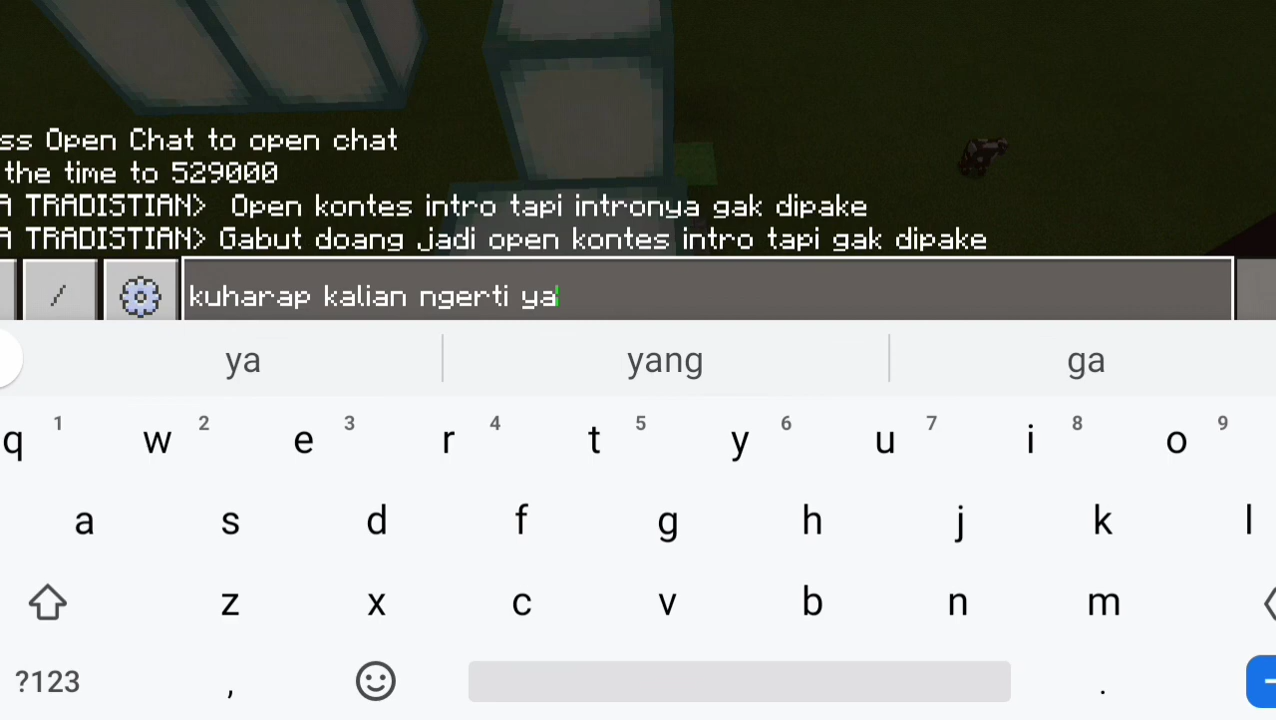 ss Open Chat to open chat
the time to 529000
A TRADISTIAN> Open kontes intro tapi intronya gak dipake
A TRADISTIAN> Gabut doang jadi open kontes intro tapi gak dipake
/ kuharap kalian ngerti ya
ya yang ga
q 1 w 2 e 3 r 4 t 5 y 6 u 7 i 8 o 9
a s d f g h j k l
z x c v b n m
?123 , .